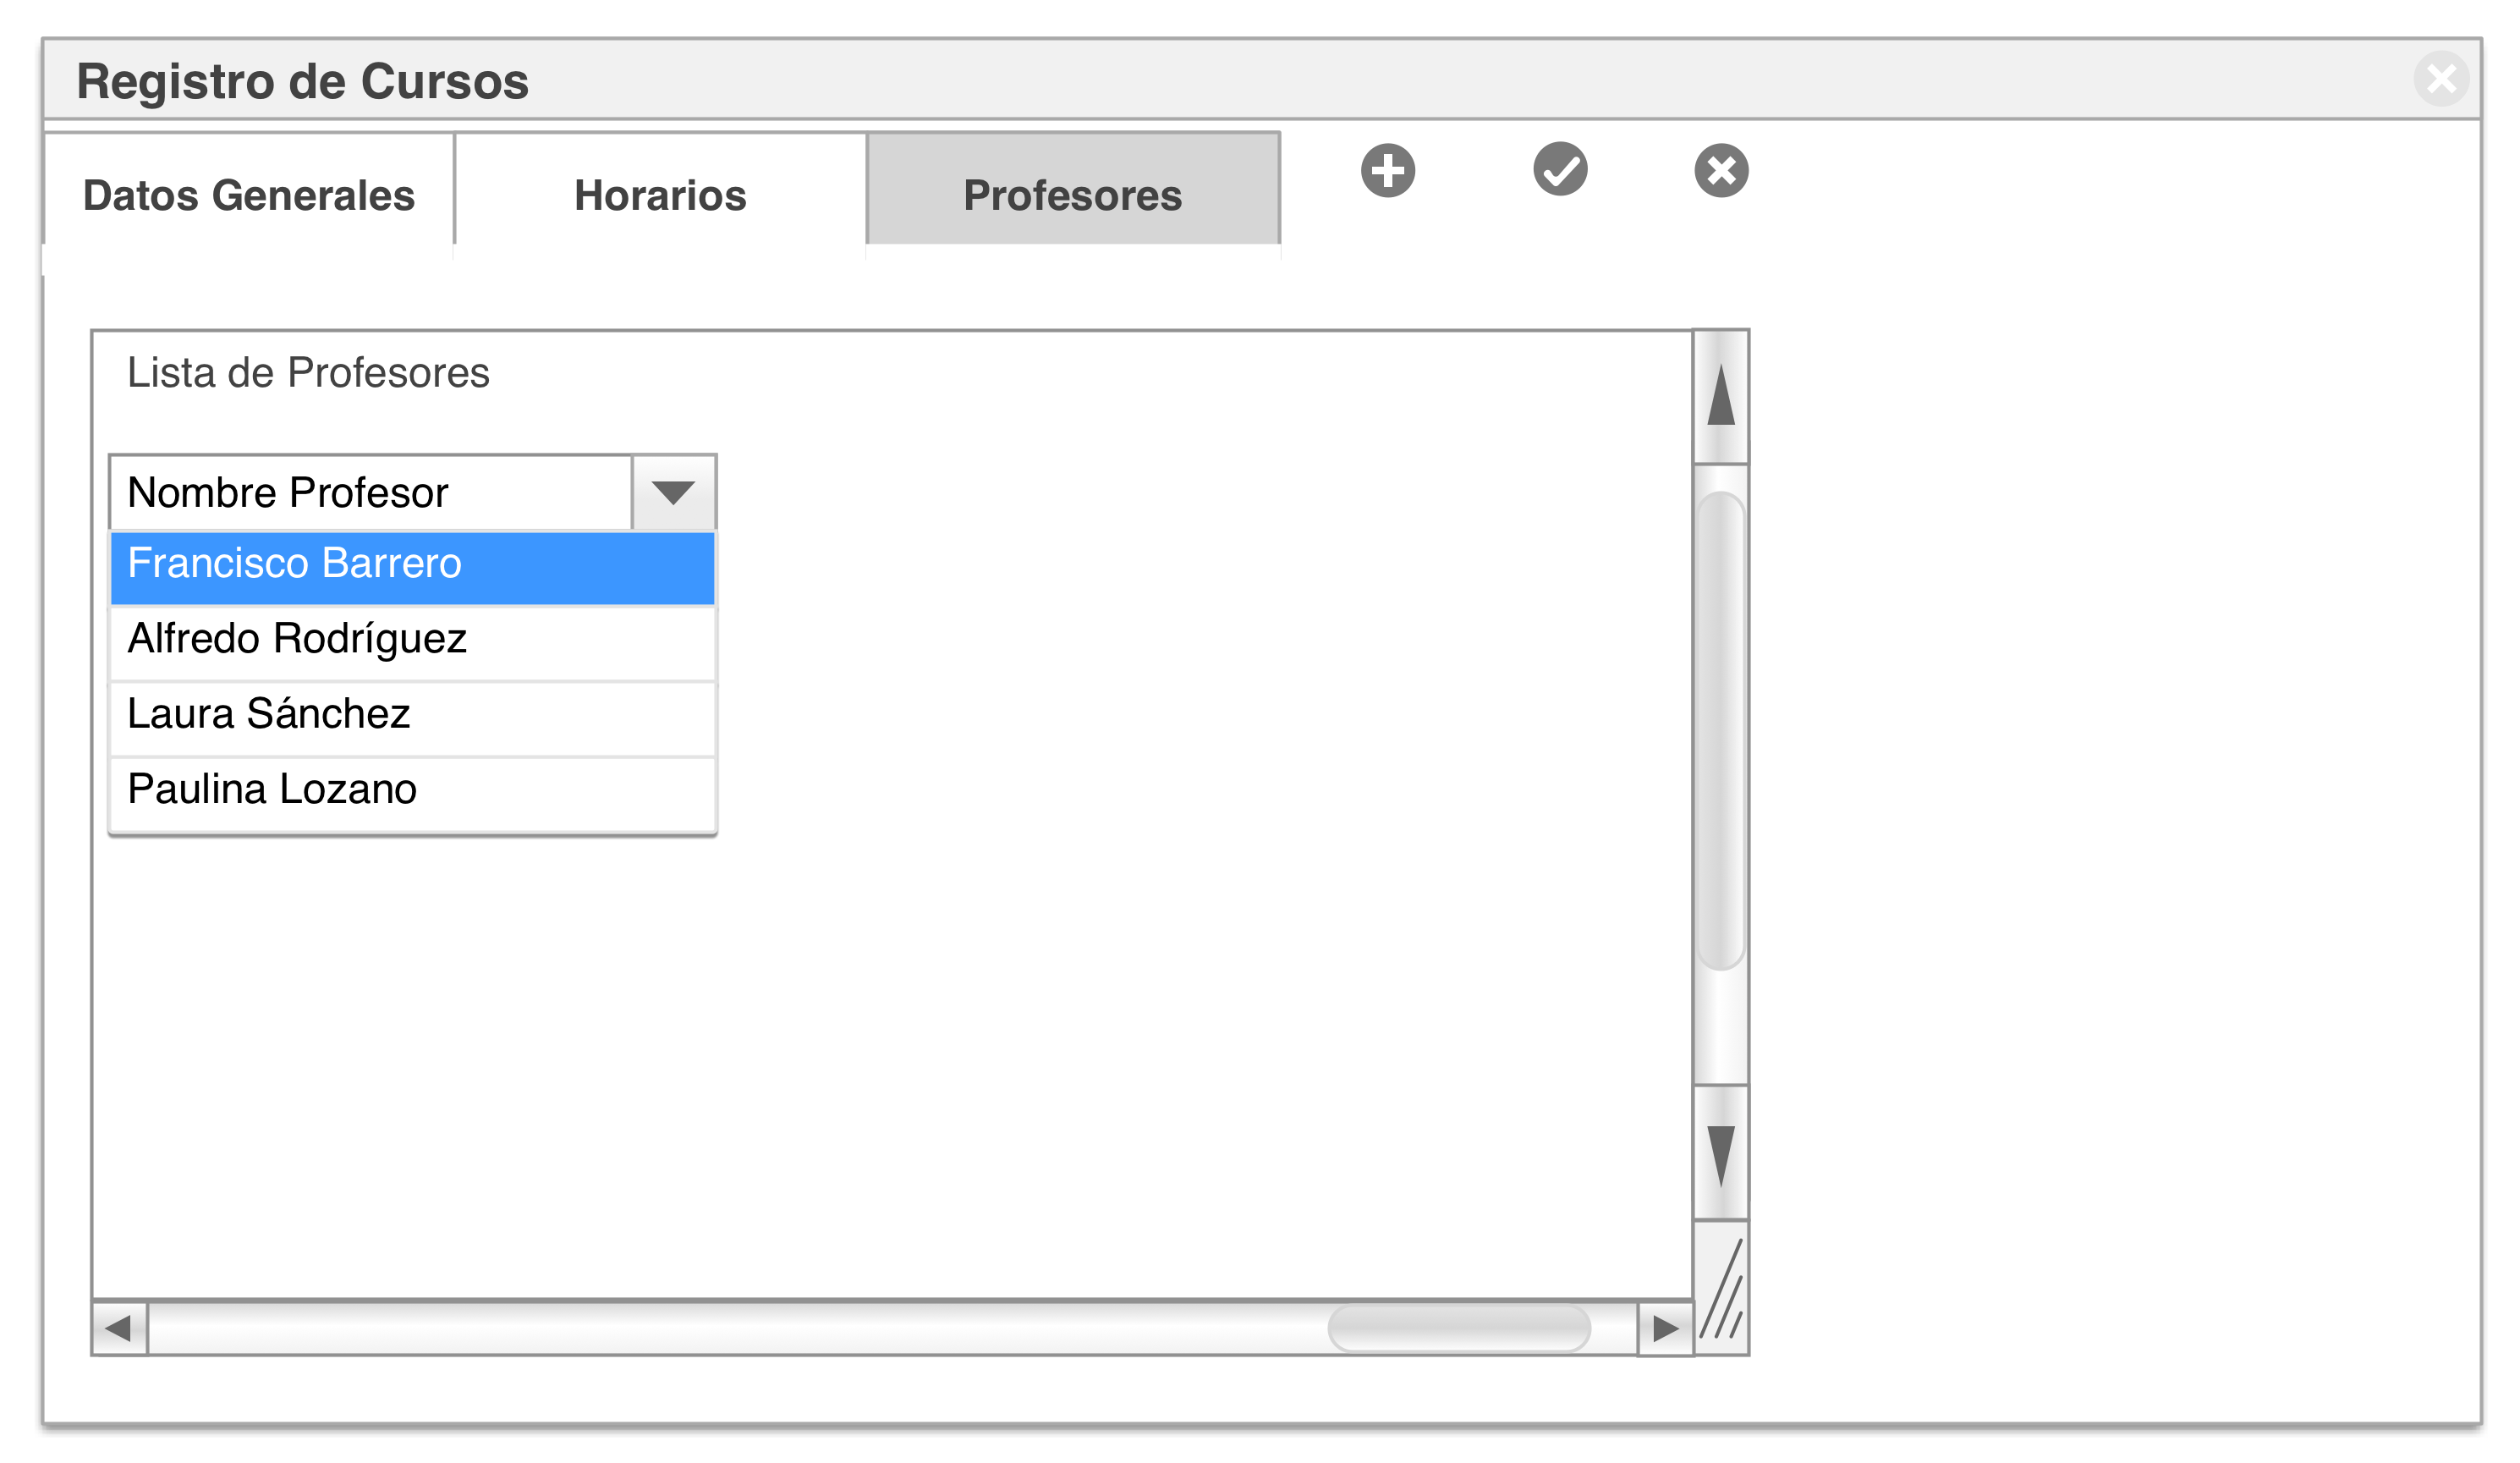 Registro de Cursos
Datos Generales
Horarios
Profesores
Lista de Profesores
Nombre Profesor
Francisco Barrero
Alfredo Rodríguez
Laura Sánchez
Paulina Lozano